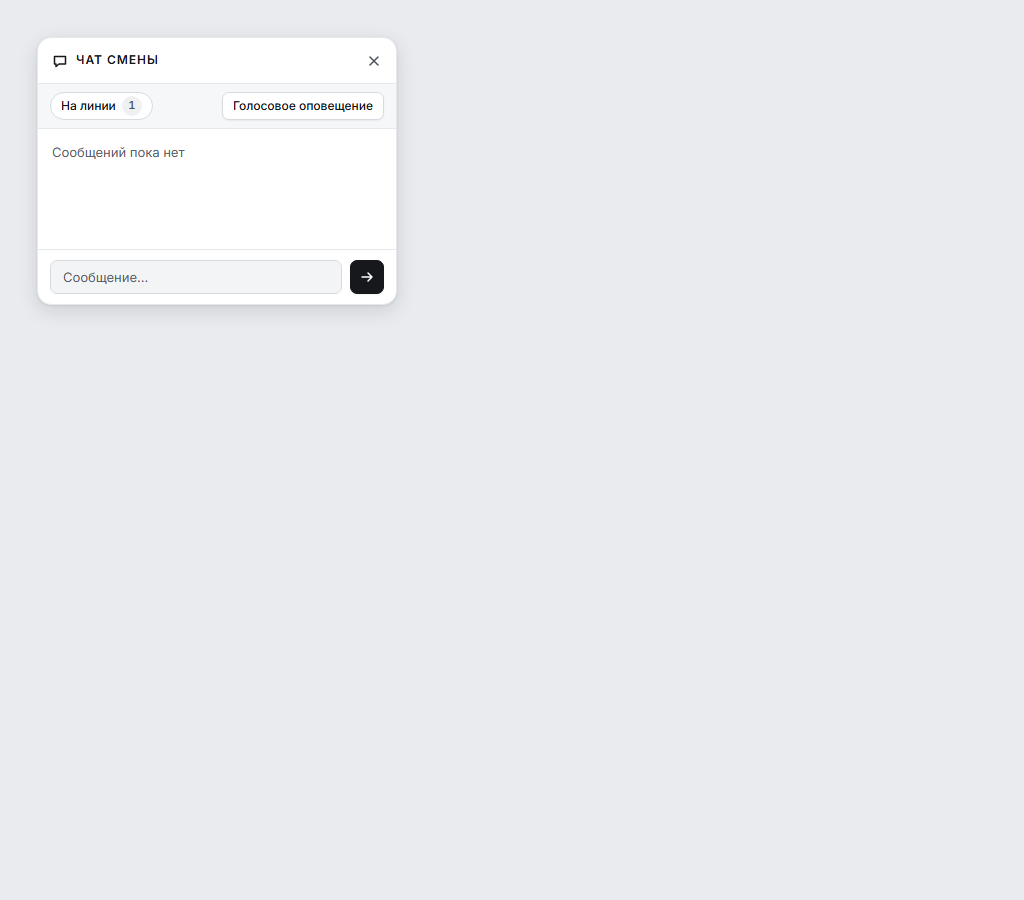 ЧАТ СМЕНЫ
На линии 1
Голосовое оповещение
Сообщений пока нет
Сообщение...